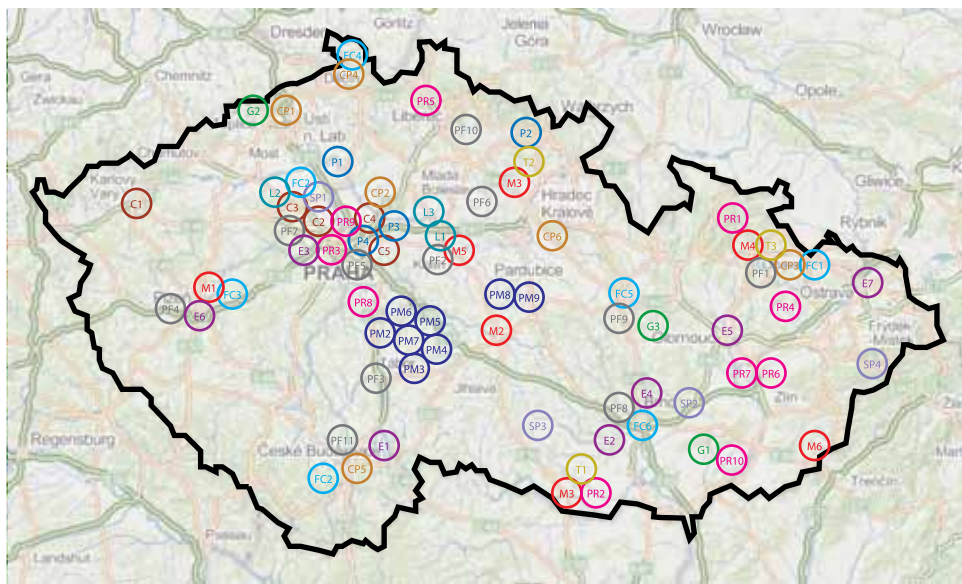 Dresden
Görlitz
Jelenia
Góra
Wrocław
Gera
Chemnitz
Zwickau
Opole
FC4
CP4
G2
CP1
PR5
Ústí
n. Lab
Liberec
PF10
P2
Most
P1
T2
Mladá
M3
Karlovy
Vary
C1
L2
FC2
SP1
CP2
C3
C2
PR9
C4
P3
L3
PF6
Hradec
Králové
Gliwice
PF7
P4
L1
CP6
PR1
Rybnik
E3
PR3
C5
PF5
PF2
M5
M4
T3
PRAHA
PF1
CP3
FC1
Pardubice
M1
FC3
PM8
PM9
FC5
E7
PF4
E6
PR8
PM6
PR4
Ostrava
PM2
PM5
M2
PF9
G3
E5
Olomouc
PM7
PM4
PM3
PF3
Jihlava
PR7
PR6
SP4
Zlín
E4
PF8
SP2
Regensburg
PF11
E1
SP3
E2
FC6
G1
M6
České
PR10
FC2
CP5
T1
Trenčín
M3
PR2
Passau
Landshut